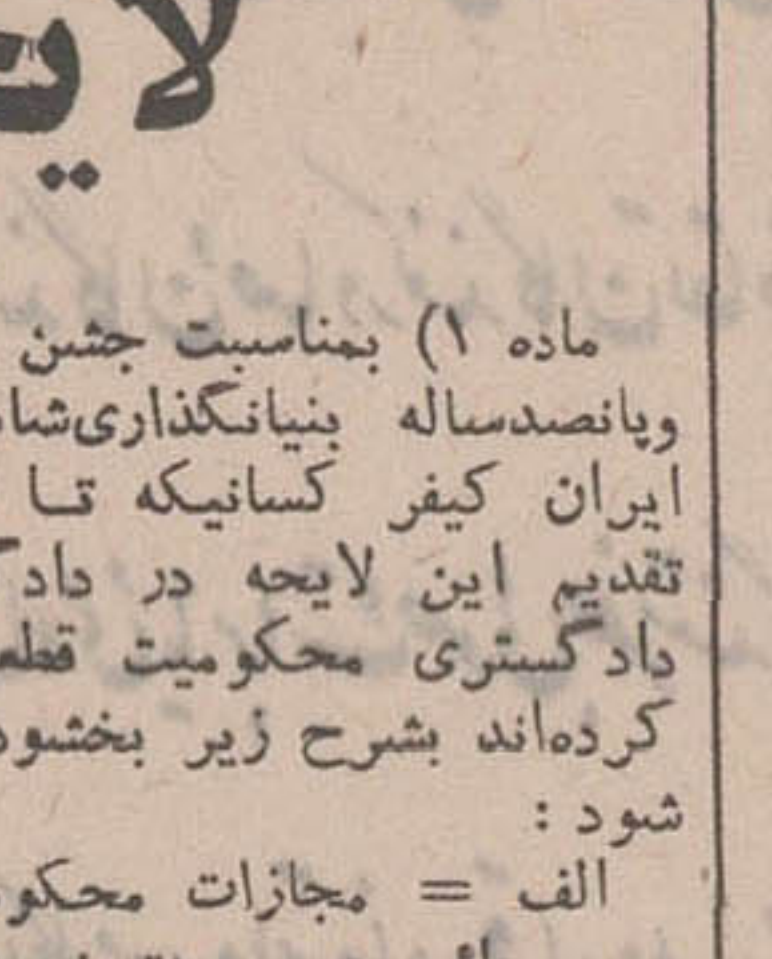 ماده ۱) بمناسبت جشن
وپانصدساله بنیانگذاری
ایران کیفر کسانیکه تا
تقدیم این لایحه در
دادگستری محکومیت
کرده‌اند بشرح زیر
شود :
الف = مجازات